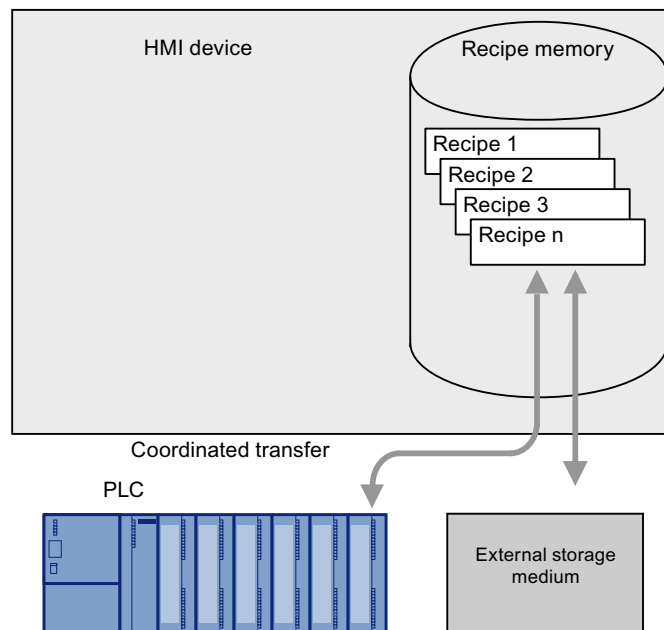 HMI device
Recipe memory
Recipe 1
Recipe 2
Recipe 3
Recipe n
Coordinated transfer
PLC
External storage
medium